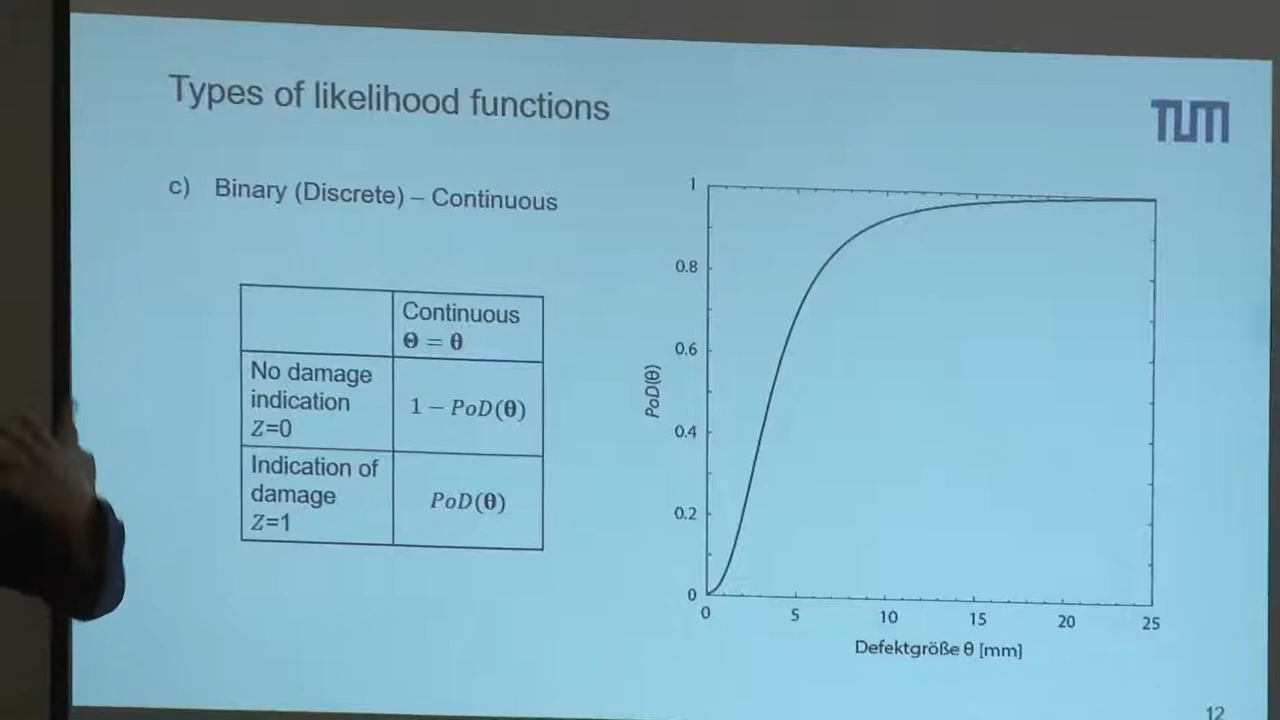 Types of likelihood functions
TUM
c) Binary (Discrete) – Continuous
Continuous
Θ = θ
No damage
indication
Z=0
1 − PoD(θ)
Indication of
damage
Z=1
PoD(θ)
1
0.8
0.6
0.4
0.2
0
PoD(θ)
0 5 10 15 20 25
Defektgröße θ [mm]
12